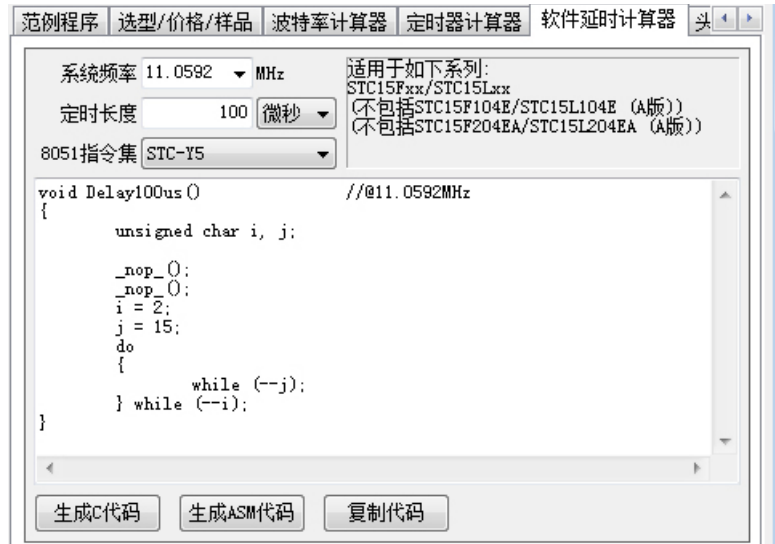 范例程序 选型/价格/样品 波特率计算器 定时器计算器 软件延时计算器 头
系统频率 11.0592 MHz
定时长度 100 微秒
8051指令集 STC-Y5
适用于如下系列:
STC15Fxx/STC15Lxx
(不包括STC15F104E/STC15L104E (A版))
(不包括STC15F204EA/STC15L204EA (A版))
void Delay100us() //@11.0592MHz
{
unsigned char i, j;
_nop_();
_nop_();
i = 2;
j = 15;
do
{
while (--j);
} while (--i);
}
生成C代码 生成ASM代码 复制代码